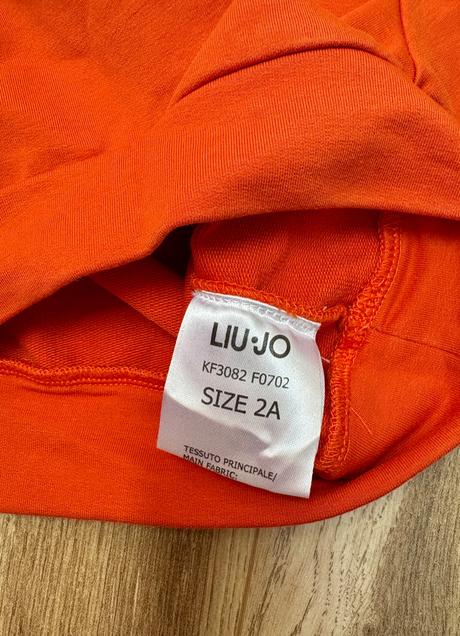 LIU·JO
KF3082 F0702
SIZE 2A
TESSUTO PRINCIPALE/
MAIN FABRIC: